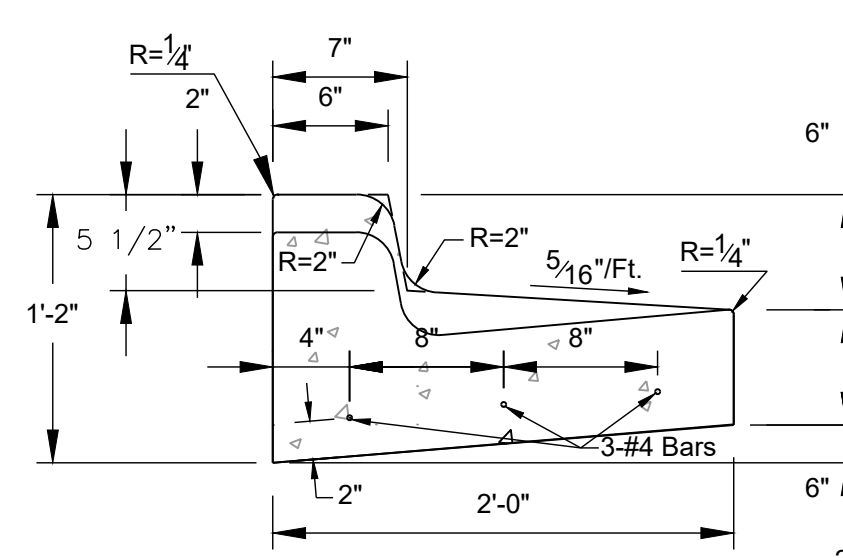 7"
R=1/4"
2"
6"
6"
5 1/2"
R=2"
R=2"
5/16"/Ft.
R=1/4"
1'-2"
4"
8"
8"
3-#4 Bars
2"
2'-0"
6"